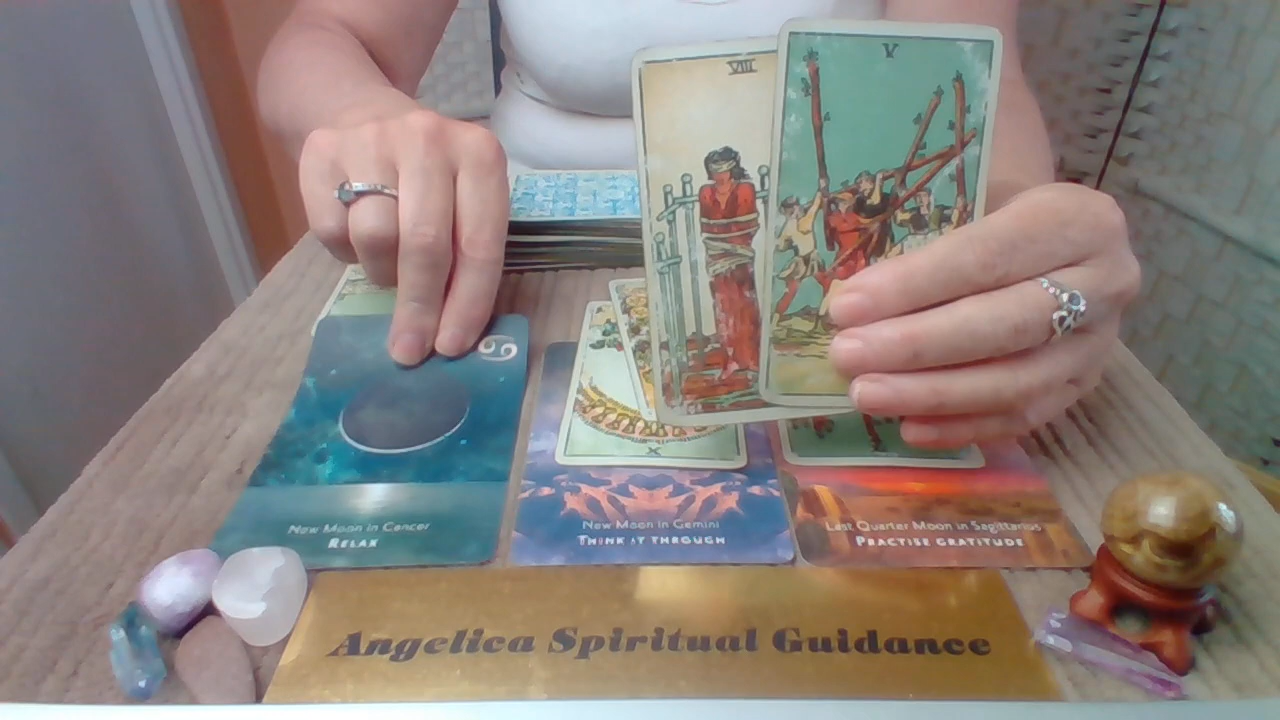 VIII
V
♋
New Moon in Cancer
RELAX
X
New Moon in Gemini
THINK IT THROUGH
Last Quarter Moon in Sagittarius
PRACTISE GRATITUDE
Angelica Spiritual Guidance